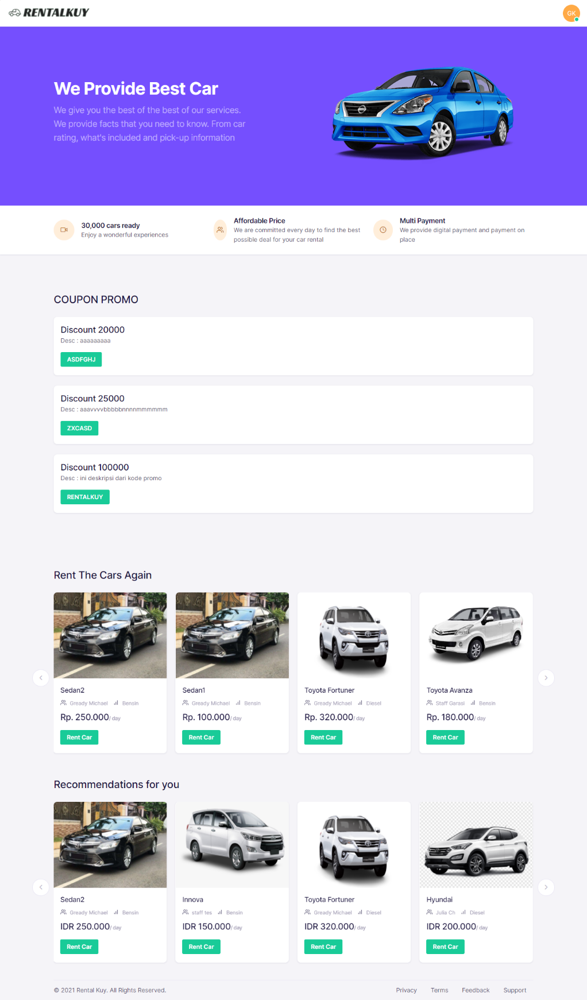 RENTALKUY
GK
We Provide Best Car
We give you the best of the best of our services.
We provide facts that you need to know. From car
rating, what's included and pick-up information
30,000 cars ready
Enjoy a wonderful experiences
Affordable Price
We are committed every day to find the best
possible deal for your car rental
Multi Payment
We provide digital payment and payment on
place
COUPON PROMO
Discount 20000
Desc : aaaaaaaaa
ASDFGHJ
Discount 25000
Desc : aaavvvvbbbbbnnnnmmmmmm
ZXCASD
Discount 100000
Desc : ini deskripsi dari kode promo
RENTALKUY
Rent The Cars Again
Sedan2
Gready Michael Bensin
Rp. 250.000/ day
Rent Car
Sedan1
Gready Michael Bensin
Rp. 100.000/ day
Rent Car
Toyota Fortuner
Gready Michael Diesel
Rp. 320.000/ day
Rent Car
Toyota Avanza
Staff Garasi Bensin
Rp. 180.000/ day
Rent Car
Recommendations for you
Sedan2
Gready Michael Bensin
IDR 250.000/ day
Rent Car
Innova
staff tes Bensin
IDR 150.000/ day
Rent Car
Toyota Fortuner
Gready Michael Diesel
IDR 320.000/ day
Rent Car
Hyundai
Julia Ch Diesel
IDR 200.000/ day
Rent Car
© 2021 Rental Kuy. All Rights Reserved.
Privacy Terms Feedback Support